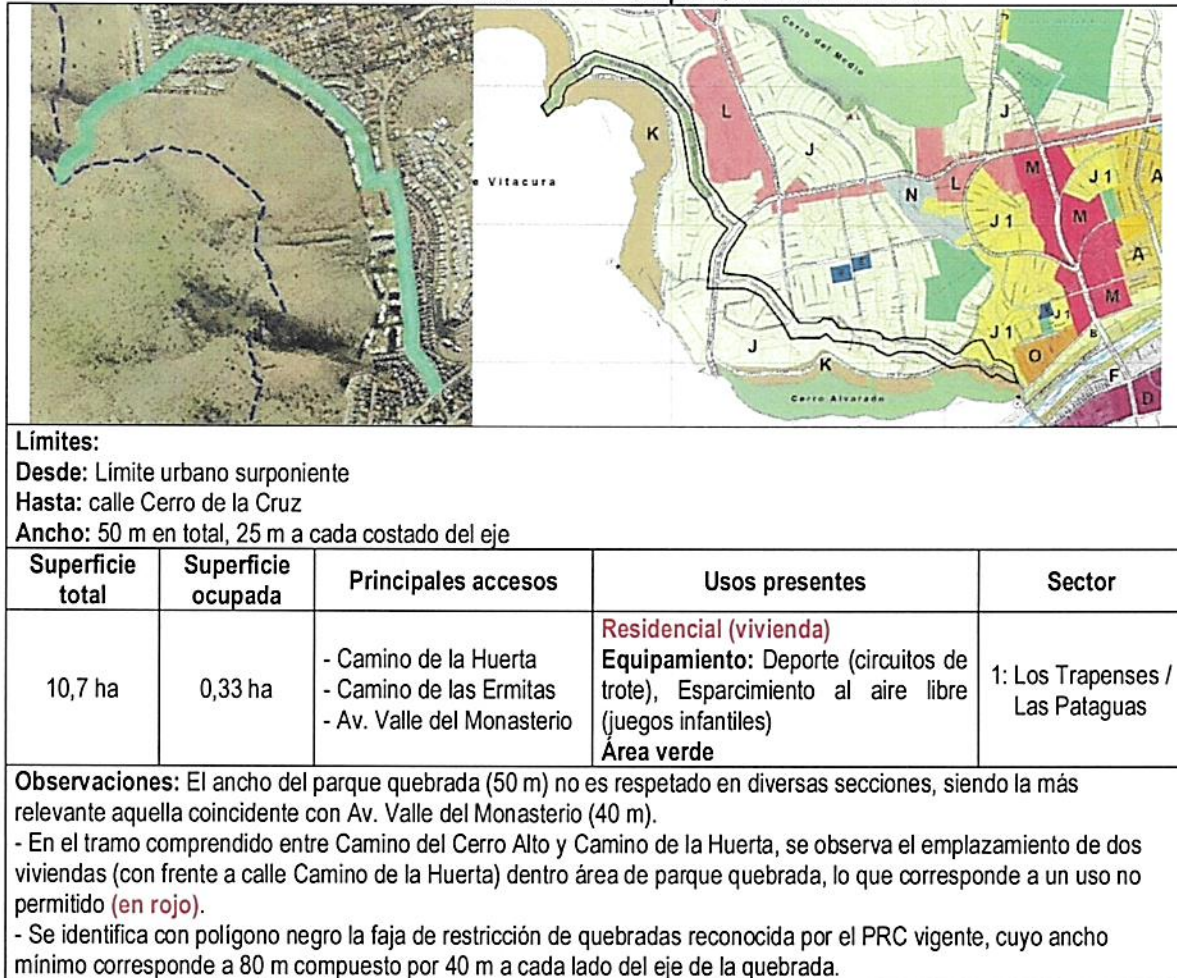 Cerro del Medio
K
L
J
J
e Vitacura
N
L
M
J1
A
J1
M
A
M
J1
J1
O
B
F
J
K
Cerro Alvarado
D
Límites:
Desde: Límite urbano surponiente
Hasta: calle Cerro de la Cruz
Ancho: 50 m en total, 25 m a cada costado del eje
Superficie total
Superficie ocupada
Principales accesos
Usos presentes
Sector
10,7 ha
0,33 ha
- Camino de la Huerta
- Camino de las Ermitas
- Av. Valle del Monasterio
Residencial (vivienda)
Equipamiento: Deporte (circuitos de
trote), Esparcimiento al aire libre
(juegos infantiles)
Área verde
1: Los Trapenses /
Las Pataguas
Observaciones: El ancho del parque quebrada (50 m) no es respetado en diversas secciones, siendo la más
relevante aquella coincidente con Av. Valle del Monasterio (40 m).
- En el tramo comprendido entre Camino del Cerro Alto y Camino de la Huerta, se observa el emplazamiento de dos
viviendas (con frente a calle Camino de la Huerta) dentro área de parque quebrada, lo que corresponde a un uso no
permitido (en rojo).
- Se identifica con polígono negro la faja de restricción de quebradas reconocida por el PRC vigente, cuyo ancho
mínimo corresponde a 80 m compuesto por 40 m a cada lado del eje de la quebrada.